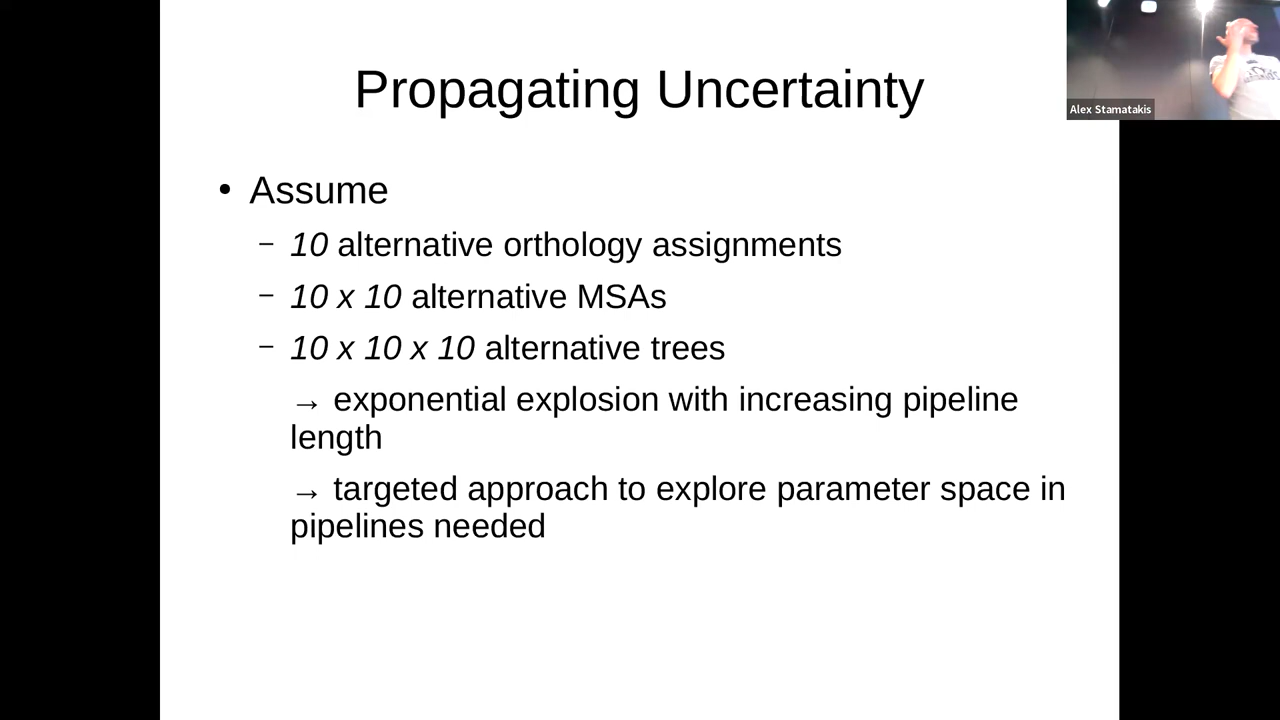 Propagating Uncertainty
Alex Stamatakis
• Assume
– 10 alternative orthology assignments
– 10 x 10 alternative MSAs
– 10 x 10 x 10 alternative trees
→ exponential explosion with increasing pipeline
length
→ targeted approach to explore parameter space in
pipelines needed